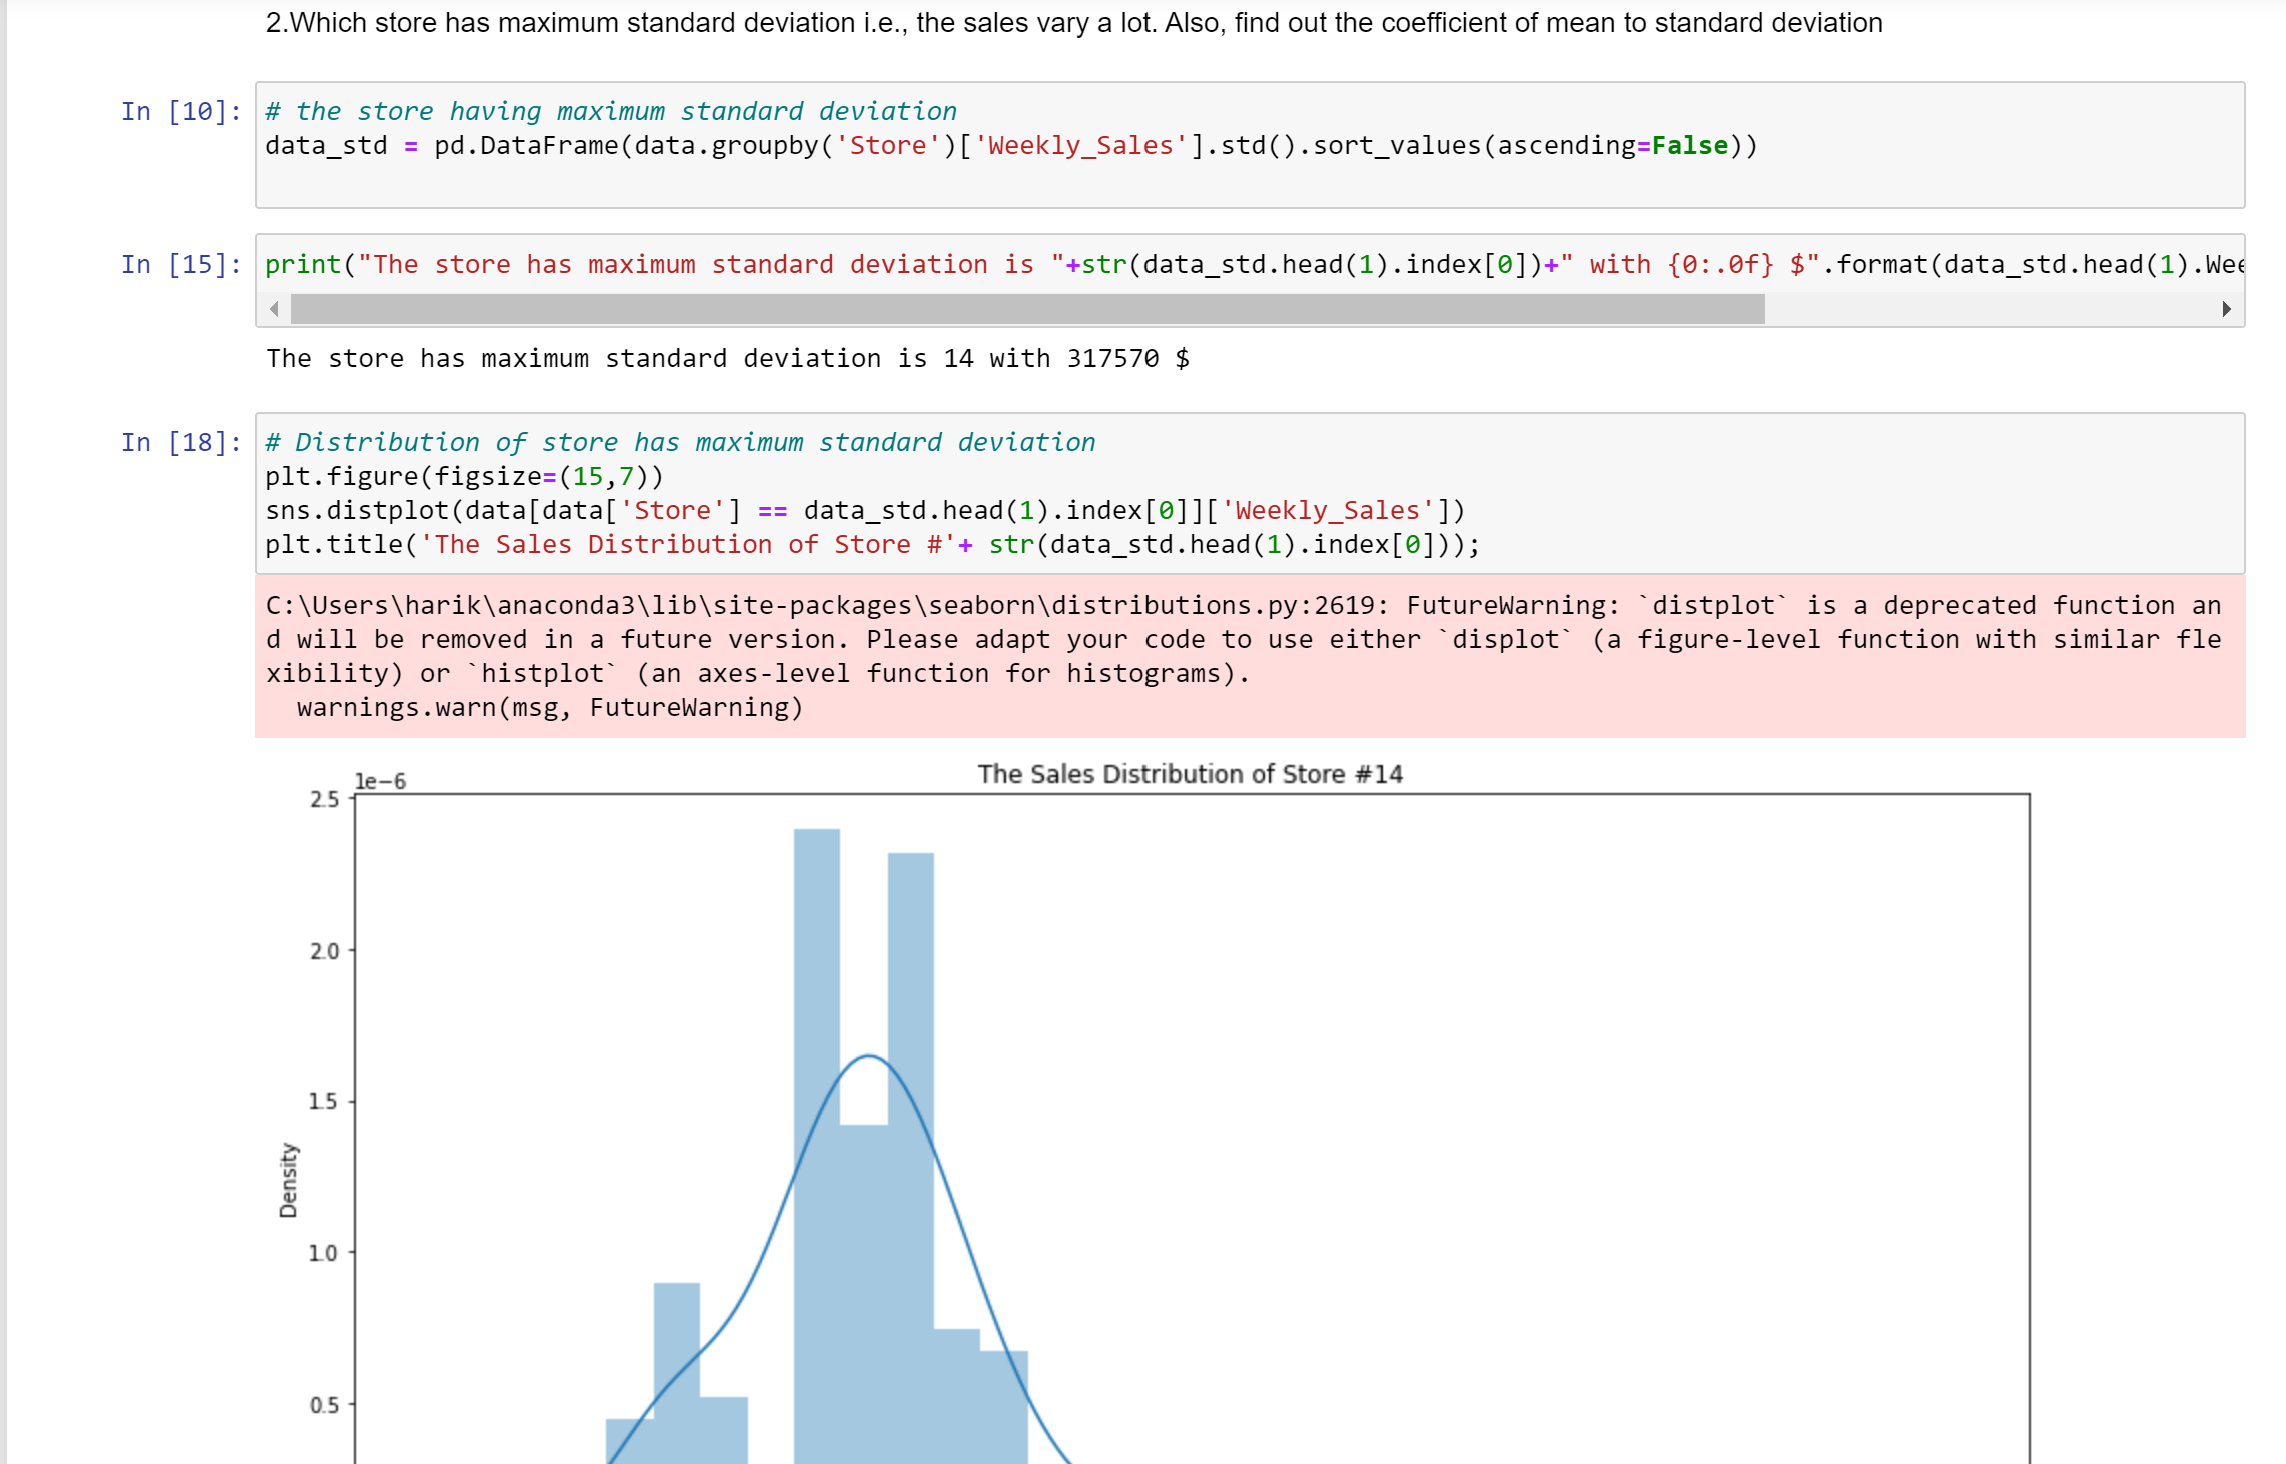 2.Which store has maximum standard deviation i.e., the sales vary a lot. Also, find out the coefficient of mean to standard deviation
In [10]: # the store having maximum standard deviation
data_std = pd.DataFrame(data.groupby('Store')['Weekly_Sales'].std().sort_values(ascending=False))
In [15]: print("The store has maximum standard deviation is "+str(data_std.head(1).index[0])+" with {0:.0f} $".format(data_std.head(1).Wee
The store has maximum standard deviation is 14 with 317570 $
In [18]: # Distribution of store has maximum standard deviation
plt.figure(figsize=(15,7))
sns.distplot(data[data['Store'] == data_std.head(1).index[0]]['Weekly_Sales'])
plt.title('The Sales Distribution of Store #'+ str(data_std.head(1).index[0]));
C:\Users\harik\anaconda3\lib\site-packages\seaborn\distributions.py:2619: FutureWarning: `distplot` is a deprecated function an
d will be removed in a future version. Please adapt your code to use either `displot` (a figure-level function with similar fle
xibility) or `histplot` (an axes-level function for histograms).
warnings.warn(msg, FutureWarning)
The Sales Distribution of Store #14
1e−6
2.5
2.0
1.5
Density
1.0
0.5